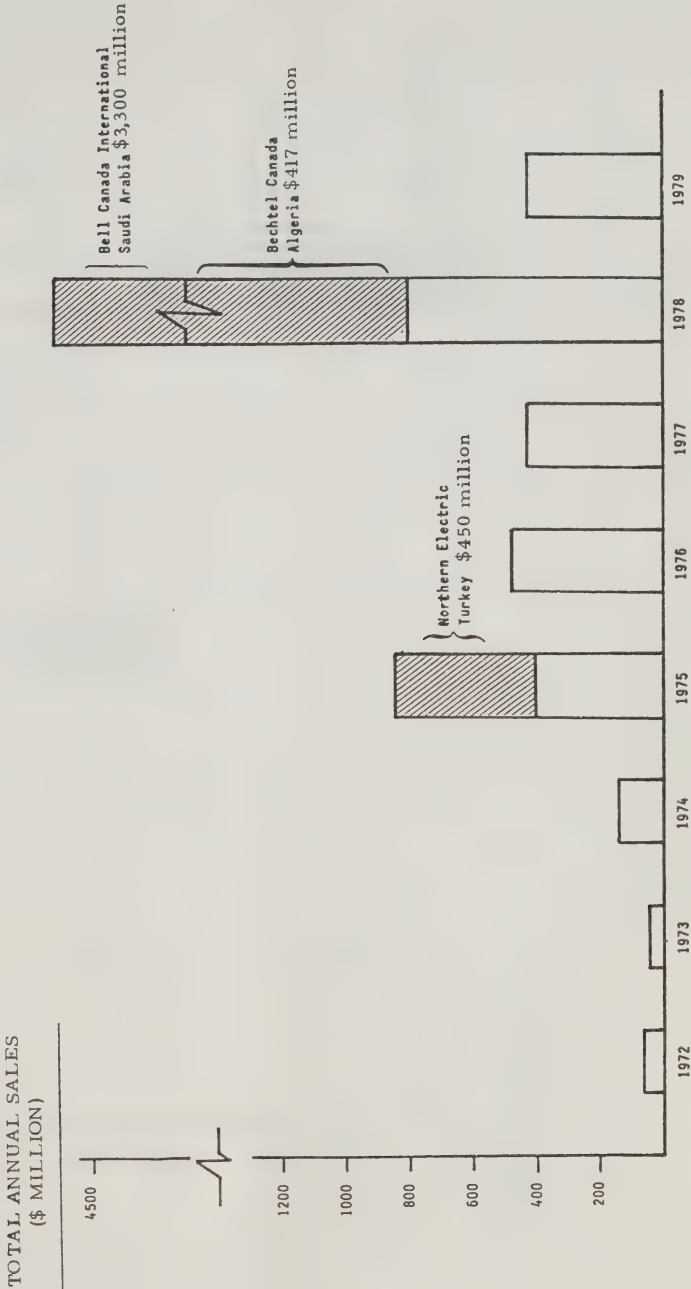 TOTAL ANNUAL SALES
($ MILLION)
4500
1200
1000
800
600
400
200
Northern Electric
Turkey $450 million
Bell Canada International
Saudi Arabia $3,300 million
Bechtel Canada
Algeria $417 million
1972
1973
1974
1975
1976
1977
1978
1979